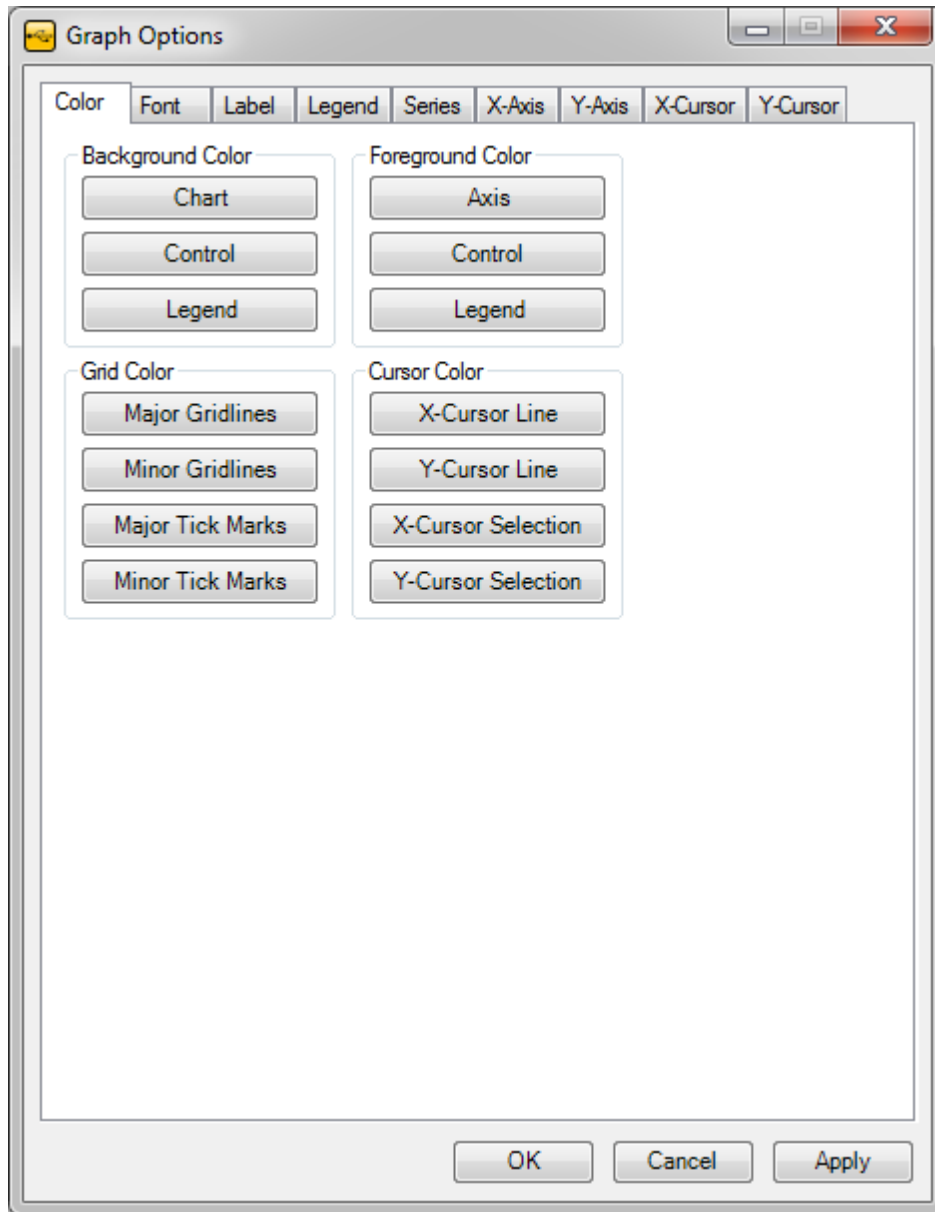 Graph Options
Color Font Label Legend Series X-Axis Y-Axis X-Cursor Y-Cursor
Background Color
Chart
Control
Legend
Foreground Color
Axis
Control
Legend
Grid Color
Major Gridlines
Minor Gridlines
Major Tick Marks
Minor Tick Marks
Cursor Color
X-Cursor Line
Y-Cursor Line
X-Cursor Selection
Y-Cursor Selection
OK Cancel Apply